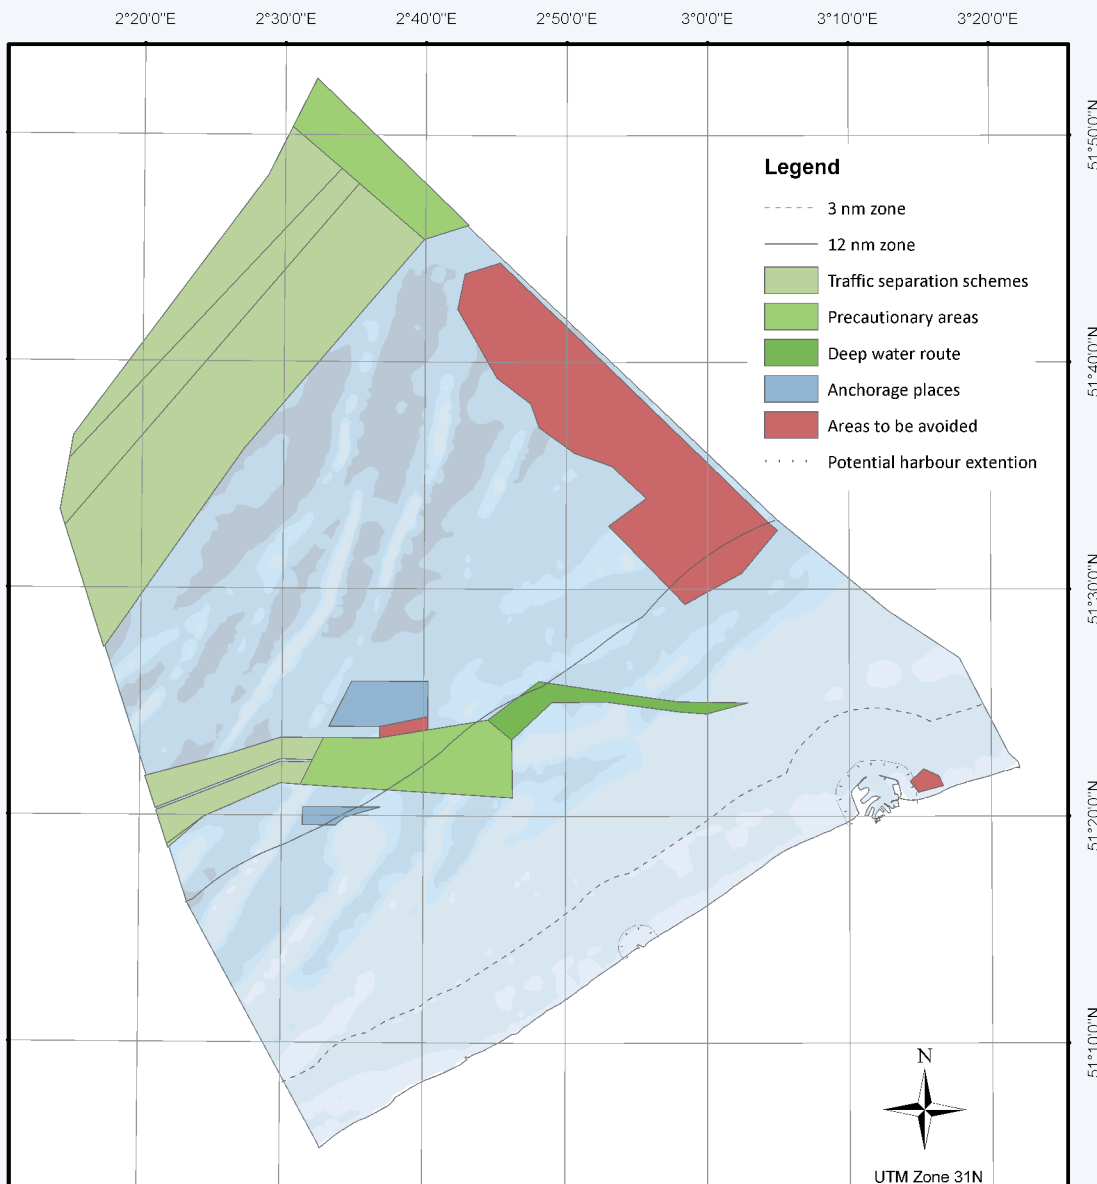 2°20'0"E 2°30'0"E 2°40'0"E 2°50'0"E 3°0'0"E 3°10'0"E 3°20'0"E
51°50'0"N
51°40'0"N
51°30'0"N
51°20'0"N
51°10'0"N
Legend
3 nm zone
12 nm zone
Traffic separation schemes
Precautionary areas
Deep water route
Anchorage places
Areas to be avoided
Potential harbour extention
N
UTM Zone 31N